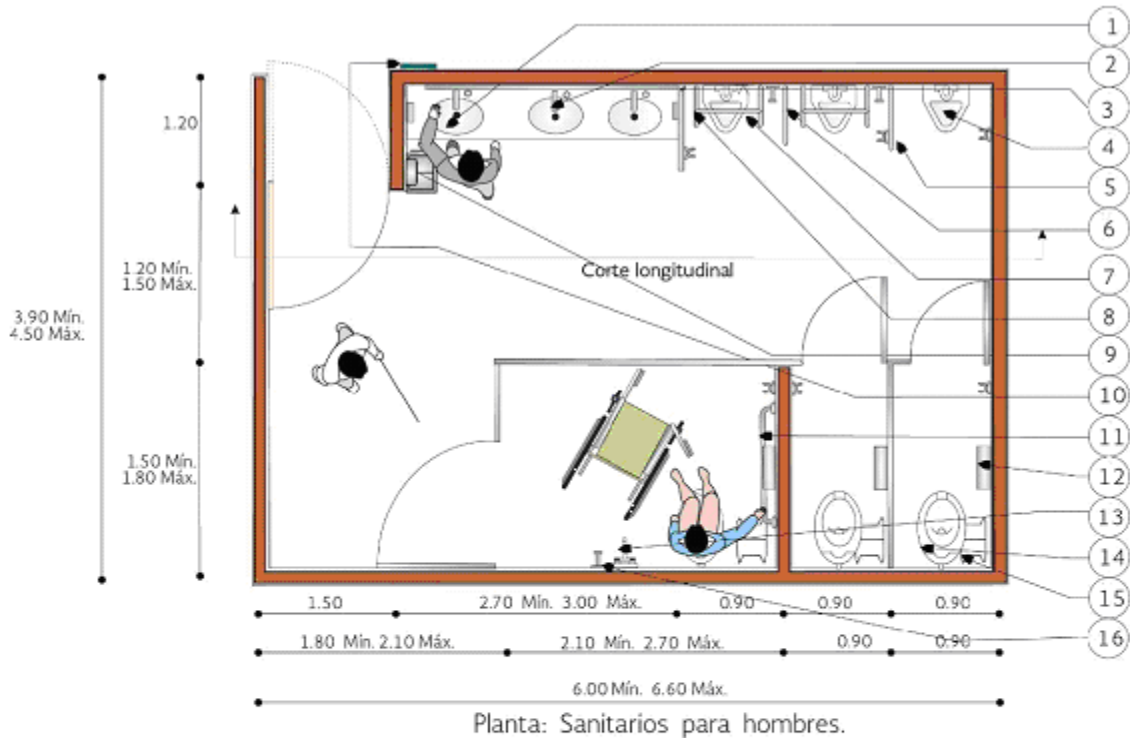 1
2
3
4
5
6
7
8
9
10
11
12
13
14
15
16
1.20
1.20 Mín.
1.50 Máx.
3.90 Mín.
4.50 Máx.
1.50 Mín.
1.80 Máx.
Corte longitudinal
1.50 2.70 Mín. 3.00 Máx. 0.90 0.90 0.90
1.80 Mín. 2.10 Máx. 2.10 Mín. 2.70 Máx. 0.90 0.90
6.00 Mín. 6.60 Máx.
Planta: Sanitarios para hombres.